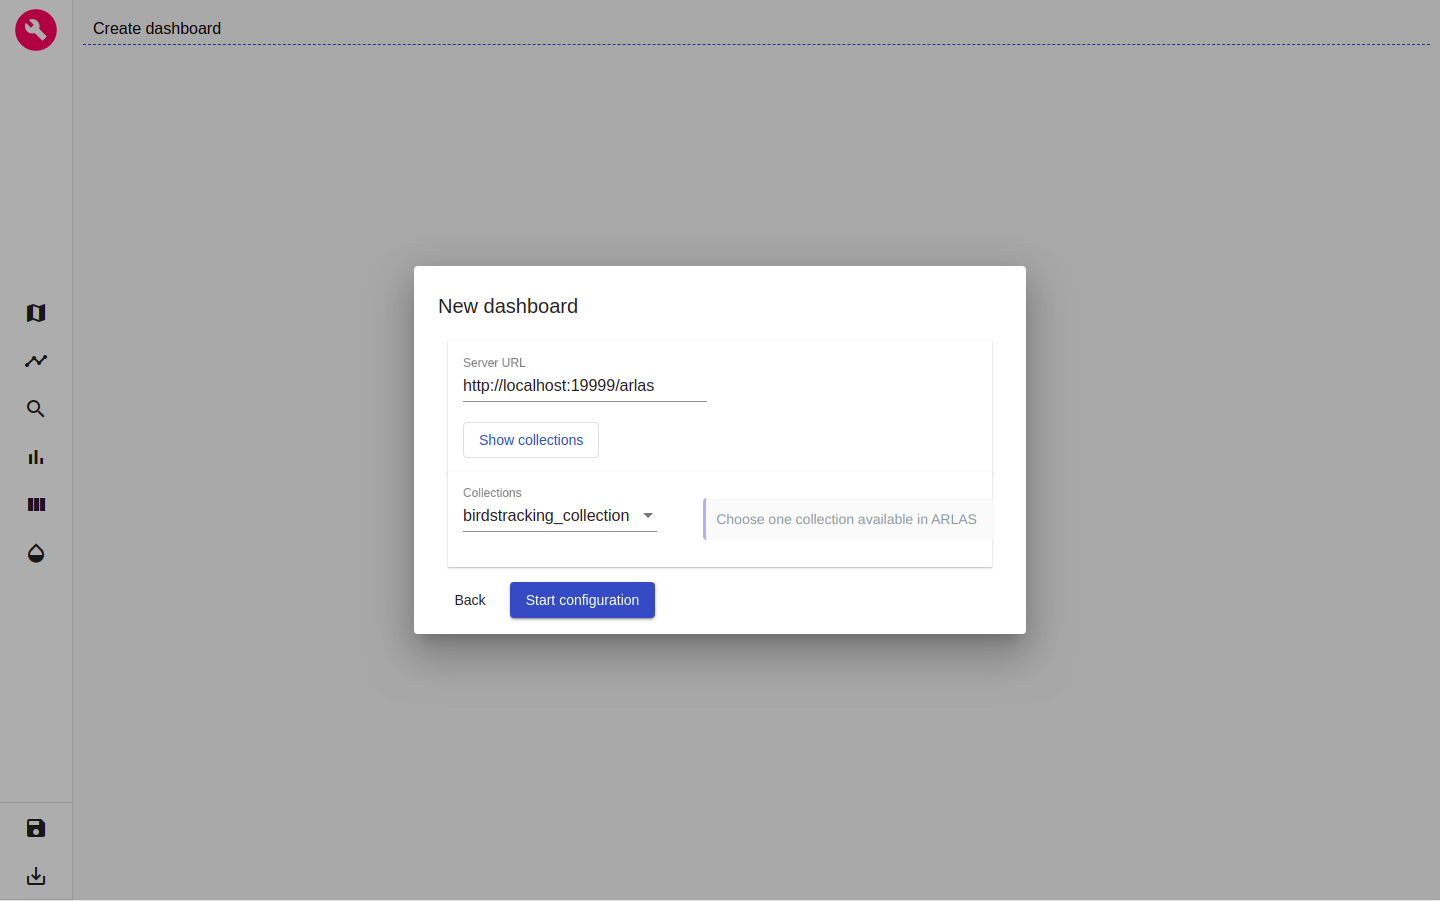 Create dashboard
New dashboard
Server URL
http://localhost:19999/arlas
Show collections
Collections
birdstracking_collection
Choose one collection available in ARLAS
Back
Start configuration